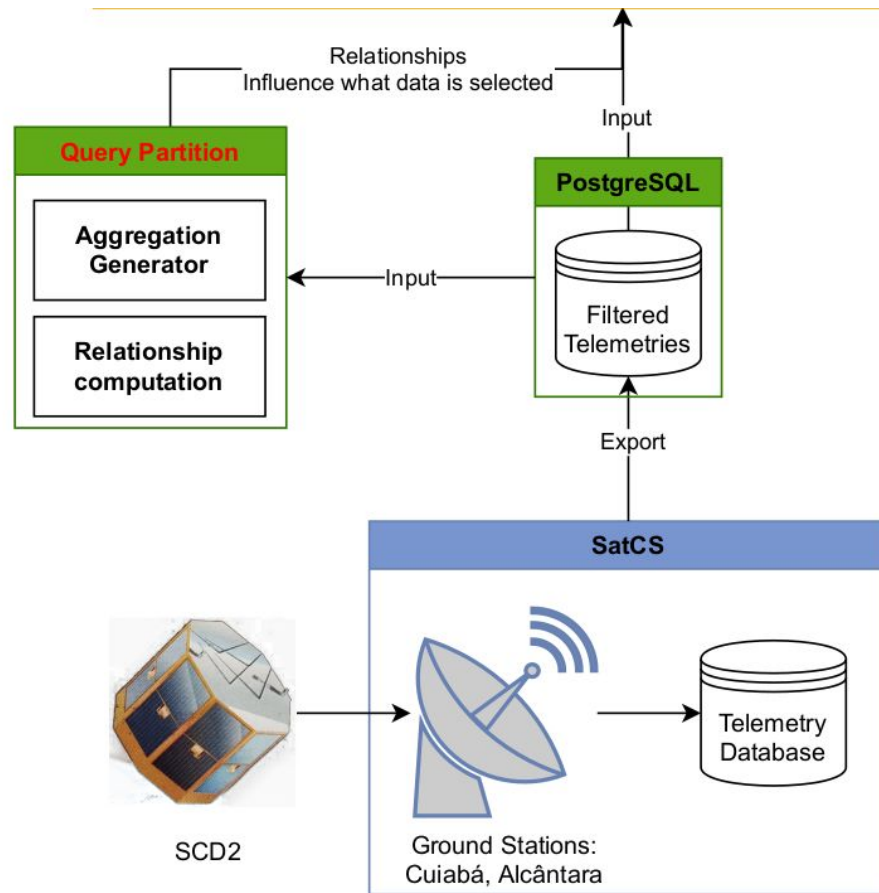 Relationships
Influence what data is selected
Input
Query Partition
PostgreSQL
Aggregation
Generator
Input
Filtered
Telemetries
Relationship
computation
Export
SatCS
Telemetry
Database
SCD2
Ground Stations:
Cuiabá, Alcântara